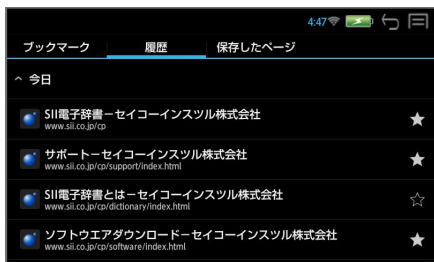 4:47
ブックマーク 履歴 保存したページ
今日
SII電子辞書－セイコーインスツル株式会社
www.sii.co.jp/cp
サポート－セイコーインスツル株式会社
www.sii.co.jp/cp/support/index.html
SII電子辞書とは－セイコーインスツル株式会社
www.sii.co.jp/cp/dictionary/index.html
ソフトウエアダウンロード－セイコーインスツル株式会社
www.sii.co.jp/cp/software/index.html